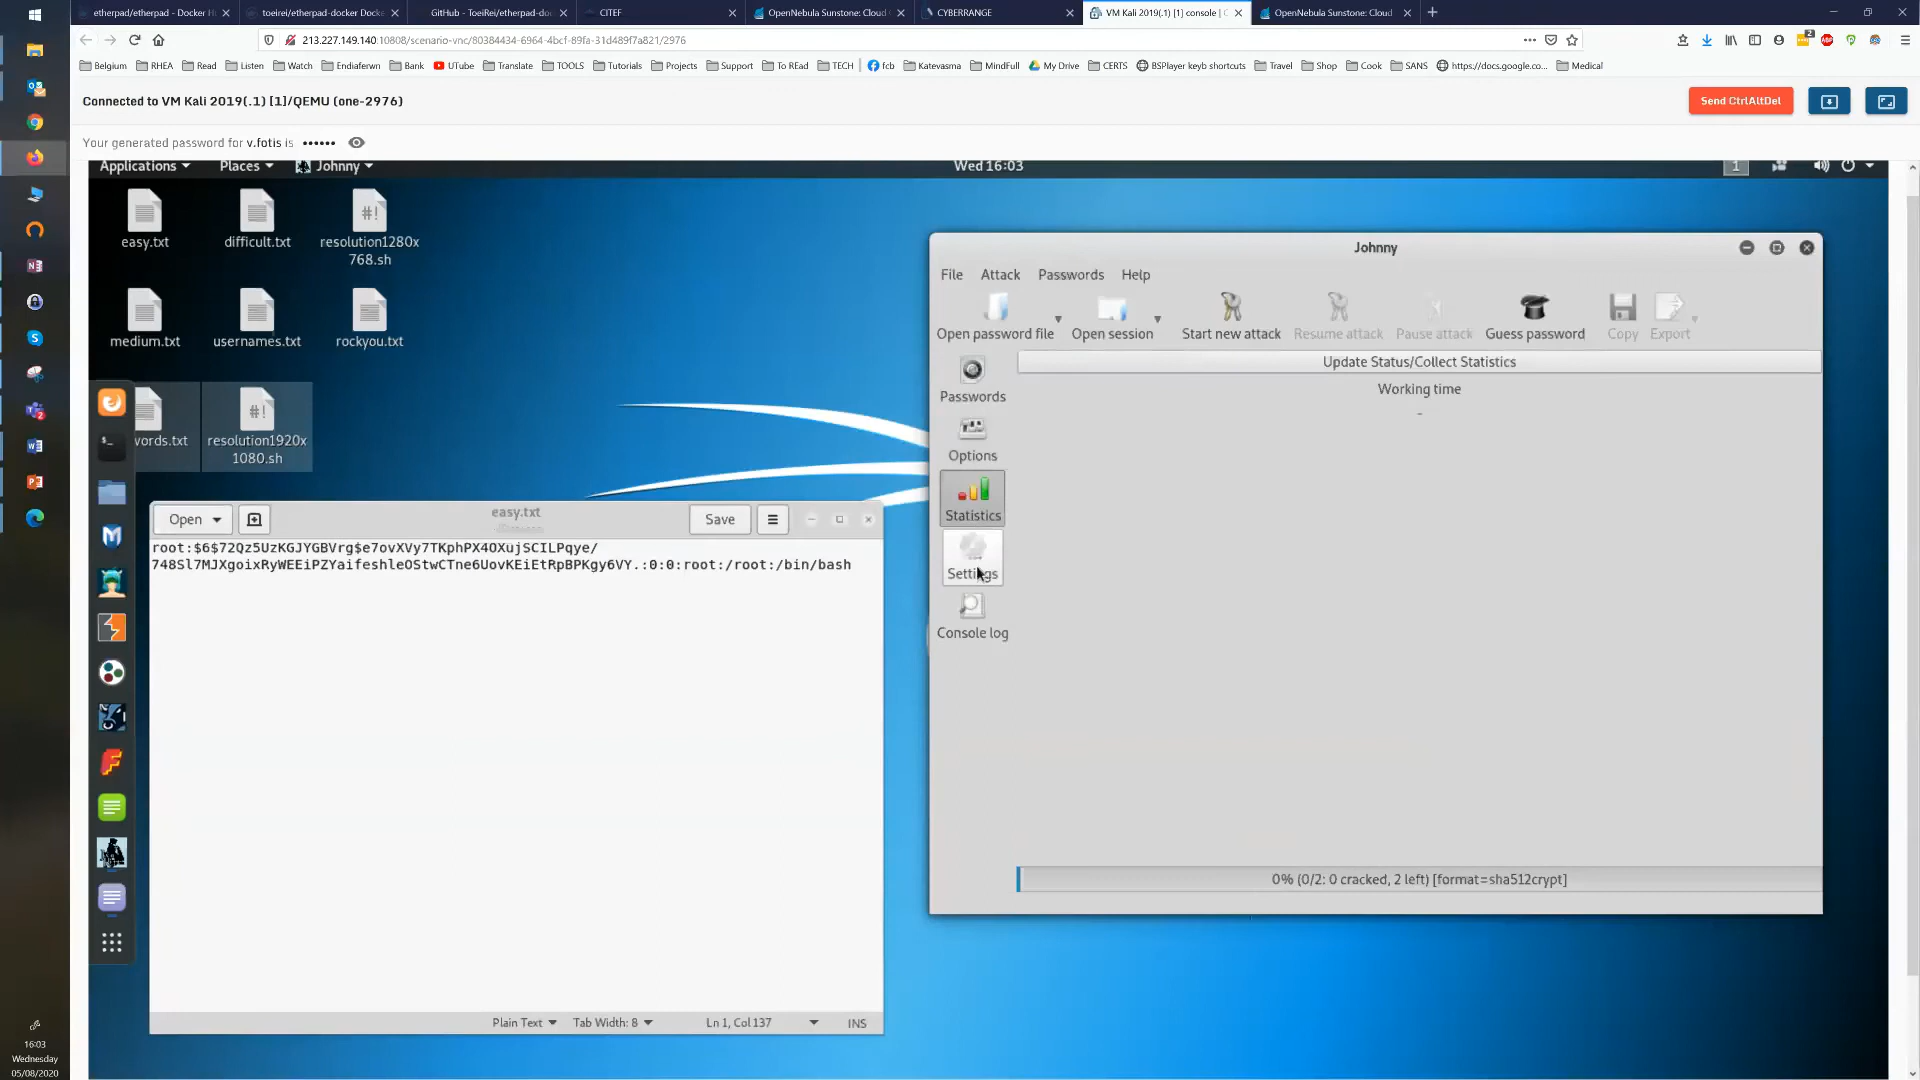 etherpad/etherpad - Docker H
toeirei/etherpad-docker Docke
GitHub - ToeiRei/etherpad-doc
CITEF
OpenNebula Sunstone: Cloud
CYBERRANGE
VM Kali 2019(.1) [1] console | C
OpenNebula Sunstone: Cloud
213.227.149.140:10808/scenario-vnc/80384434-6964-4bcf-89fa-31d489f7a821/2976
Belgium RHEA Read Listen Watch Endiaferwn Bank UTube Translate TOOLS Tutorials Projects Support To REad TECH fcb Katevasma MindFull My Drive CERTS BSPlayer keyb shortcuts Travel Shop Cook SANS https://docs.google.co... Medical
Connected to VM Kali 2019(.1) [1]/QEMU (one-2976)
Send CtrlAltDel
Your generated password for v.fotis is ••••••
Applications Places Johnny Wed 16:03 1
easy.txt
difficult.txt
resolution1280x
768.sh
medium.txt
usernames.txt
rockyou.txt
words.txt
resolution1920x
1080.sh
Open
easy.txt
Save
root:$6$72Qz5UzKGJYGBVrg$e7ovXVy7TKphPX4OXujSCILPqye/
748Sl7MJXgoixRyWEEiPZYaifeshleOStwCTne6UovKEiEtRpBPKgy6VY.:0:0:root:/root:/bin/bash
Plain Text Tab Width: 8 Ln 1, Col 137 INS
Johnny
File Attack Passwords Help
Open password file Open session Start new attack Resume attack Pause attack Guess password Copy Export
Passwords
Options
Statistics
Settings
Console log
Update Status/Collect Statistics
Working time
-
0% (0/2: 0 cracked, 2 left) [format=sha512crypt]
16:03
Wednesday
05/08/2020